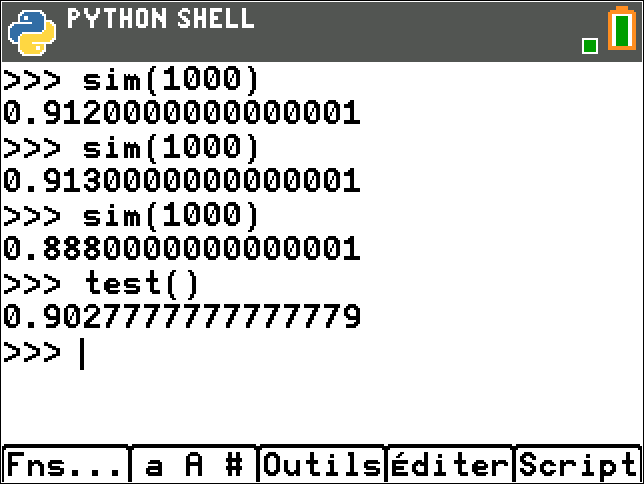 PYTHON SHELL
>>> sim(1000)
0.9120000000000001
>>> sim(1000)
0.9130000000000001
>>> sim(1000)
0.8880000000000001
>>> test()
0.9027777777777779
>>>
Fns... a A # Outils Éditer Script